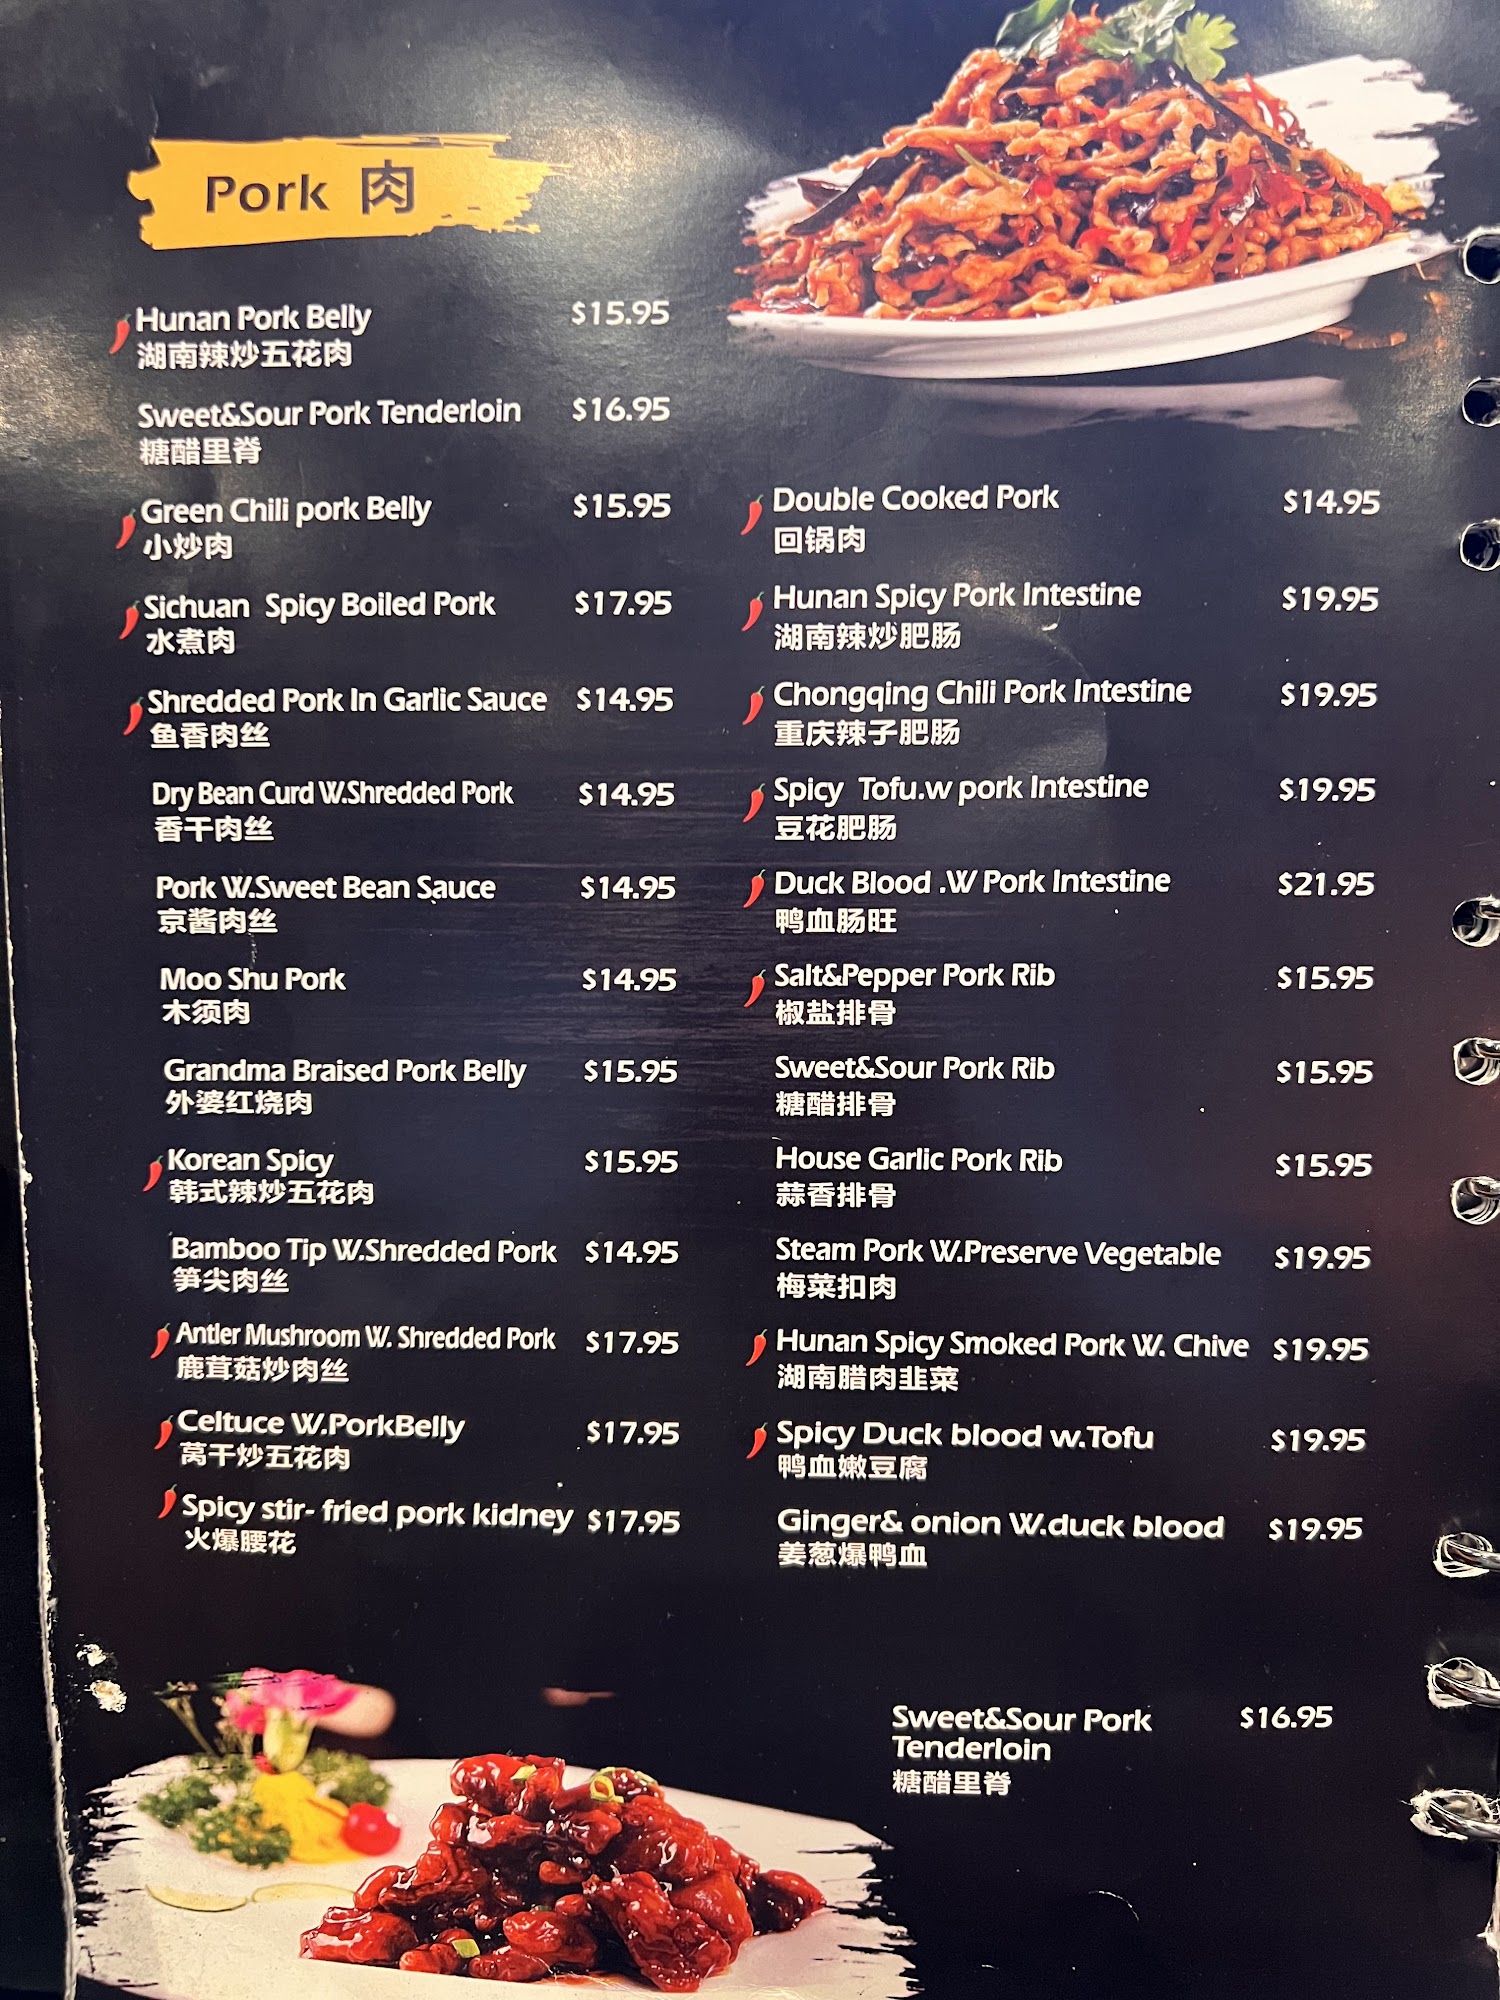 Pork 肉
Hunan Pork Belly $15.95
湖南辣炒五花肉
Sweet&Sour Pork Tenderloin $16.95
糖醋里脊
Green Chili pork Belly $15.95
小炒肉
Sichuan Spicy Boiled Pork $17.95
水煮肉
Shredded Pork In Garlic Sauce $14.95
鱼香肉丝
Dry Bean Curd W.Shredded Pork $14.95
香干肉丝
Pork W.Sweet Bean Sauce $14.95
京酱肉丝
Moo Shu Pork $14.95
木须肉
Grandma Braised Pork Belly $15.95
外婆红烧肉
Korean Spicy $15.95
韩式辣炒五花肉
Bamboo Tip W.Shredded Pork $14.95
笋尖肉丝
Antler Mushroom W. Shredded Pork $17.95
鹿茸菇炒肉丝
Celtuce W.PorkBelly $17.95
莴干炒五花肉
Spicy stir- fried pork kidney $17.95
火爆腰花
Double Cooked Pork $14.95
回锅肉
Hunan Spicy Pork Intestine $19.95
湖南辣炒肥肠
Chongqing Chili Pork Intestine $19.95
重庆辣子肥肠
Spicy Tofu.w pork Intestine $19.95
豆花肥肠
Duck Blood .W Pork Intestine $21.95
鸭血肠旺
Salt&Pepper Pork Rib $15.95
椒盐排骨
Sweet&Sour Pork Rib $15.95
糖醋排骨
House Garlic Pork Rib $15.95
蒜香排骨
Steam Pork W.Preserve Vegetable $19.95
梅菜扣肉
Hunan Spicy Smoked Pork W. Chive $19.95
湖南腊肉韭菜
Spicy Duck blood w.Tofu $19.95
鸭血嫩豆腐
Ginger& onion W.duck blood $19.95
姜葱爆鸭血
Sweet&Sour Pork $16.95
Tenderloin
糖醋里脊